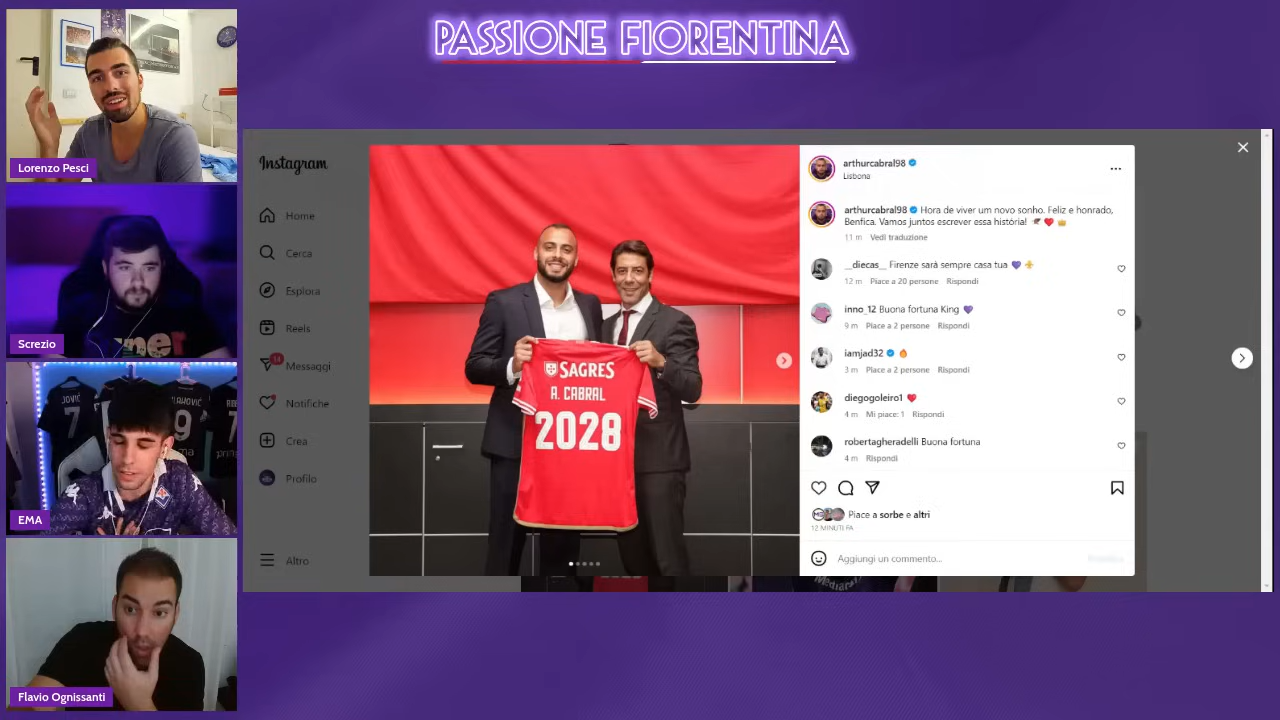 PASSIONE FIORENTINA
Lorenzo Pesci
Screzio
JOVIĆ
7
9
EMA
Flavio Ognissanti
Instagram
Home
Cerca
Esplora
Reels
Messaggi
Notifiche
Crea
Profilo
Altro
SAGRES
A. CABRAL
2028
arthurcabral98
Lisbona
arthurcabral98 Hora de viver um novo sonho. Feliz e honrado,
Benfica. Vamos juntos escrever essa história!
11 m Vedi traduzione
__diecas__ Firenze sarà sempre casa tua 💜 ⚜️
12 m Piace a 20 persone Rispondi
inno_12 Buona fortuna King 💜
9 m Piace a 2 persone Rispondi
iamjad32 🔥
3 m Piace a 2 persone Rispondi
diegogoleiro1 ❤️
4 m Mi piace: 1 Rispondi
robertagheradelli Buona fortuna
4 m Rispondi
Piace a sorbe e altri
12 MINUTI FA
Aggiungi un commento...